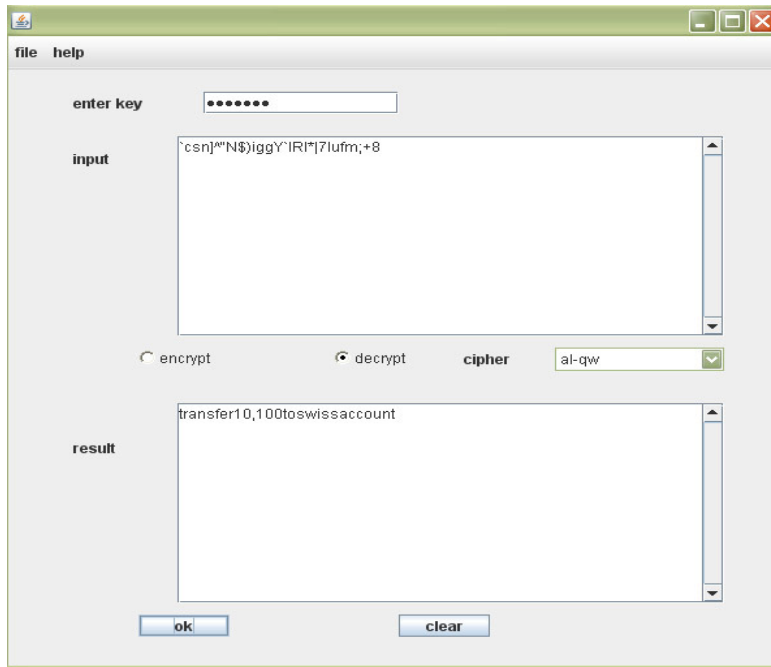 file help
enter key •••••••
input
`csn]^"N$)iggY`IRI*|7lufm;+8
encrypt decrypt cipher al-qw
transfer10,100toswissaccount
result
ok clear